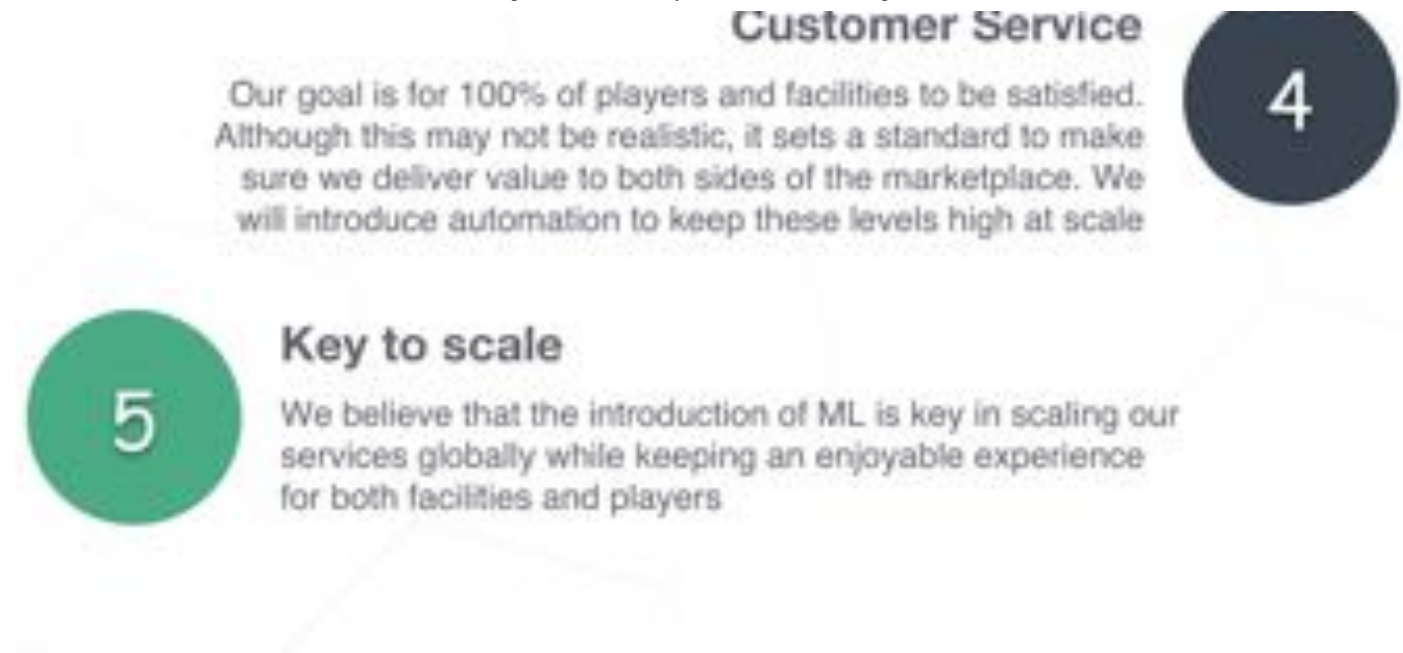 Customer Service
Our goal is for 100% of players and facilities to be satisfied.
Although this may not be realistic, it sets a standard to make
sure we deliver value to both sides of the marketplace. We
will introduce automation to keep these levels high at scale
4
5
Key to scale
We believe that the introduction of ML is key in scaling our
services globally while keeping an enjoyable experience
for both facilities and players